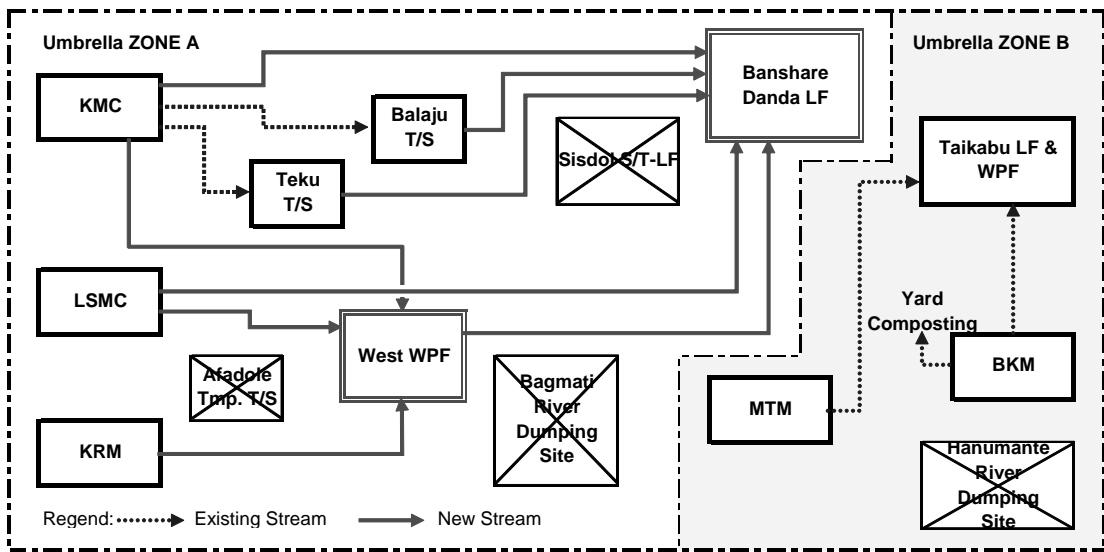 Umbrella ZONE A
Umbrella ZONE B
KMC
Balaju
T/S
Banshare
Danda LF
Teku
T/S
Sisdol S/T-LF
Taikabu LF &
WPF
LSMC
West WPF
Yard
Composting
Afadole
Tmp. T/S
Bagmati
River
Dumping
Site
MTM
BKM
KRM
Hanumante
River
Dumping
Site
Regend: Existing Stream New Stream